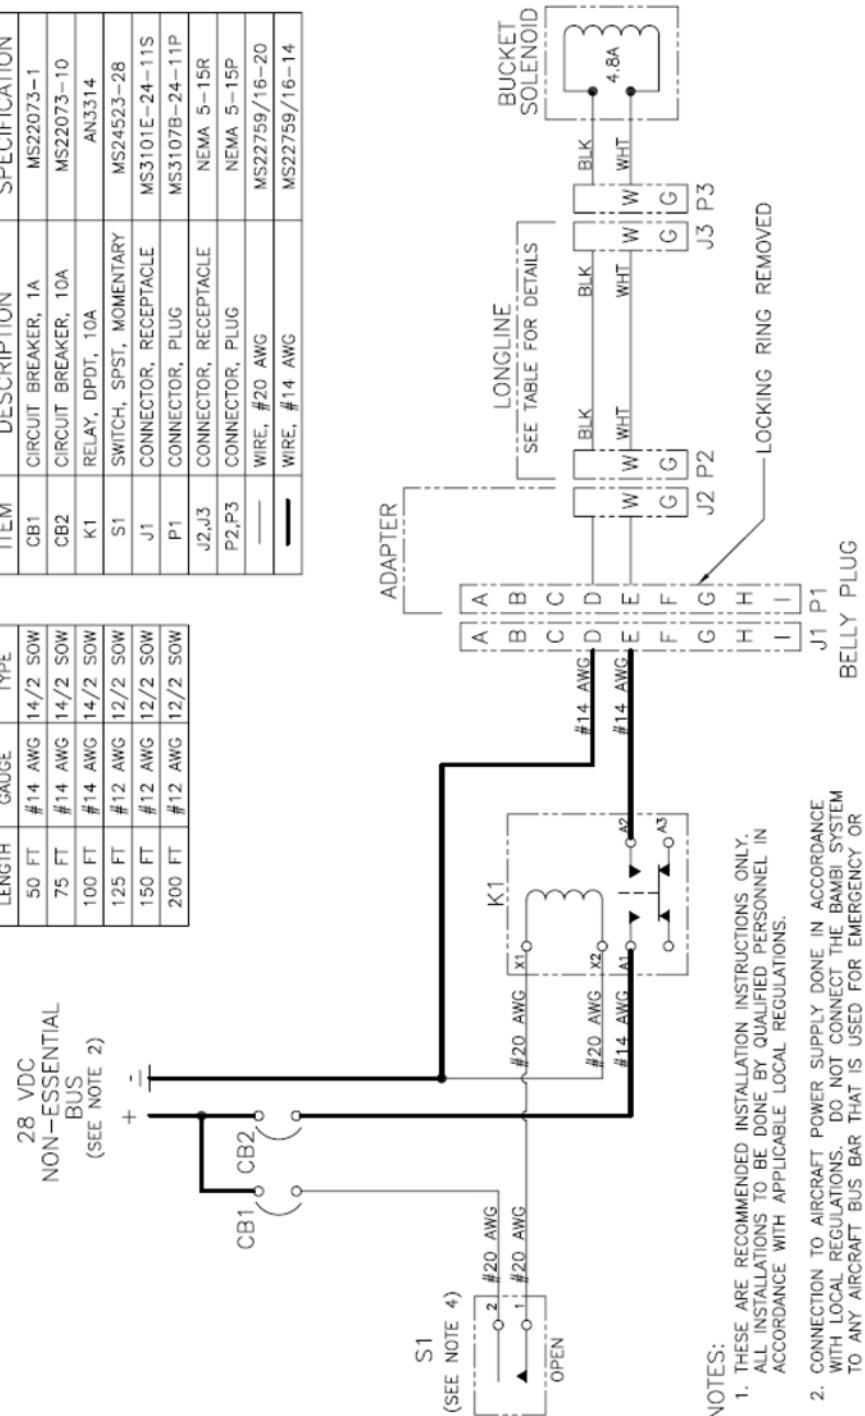 LENGTH GAUGE TYPE
50 FT #14 AWG 14/2 SOW
75 FT #14 AWG 14/2 SOW
100 FT #14 AWG 14/2 SOW
125 FT #12 AWG 12/2 SOW
150 FT #12 AWG 12/2 SOW
200 FT #12 AWG 12/2 SOW
ITEM DESCRIPTION SPECIFICATION
CB1 CIRCUIT BREAKER, 1A MS22073-1
CB2 CIRCUIT BREAKER, 10A MS22073-10
K1 RELAY, DPDT, 10A AN3314
S1 SWITCH, SPST, MOMENTARY MS24523-28
J1 CONNECTOR, RECEPTACLE MS3101E-24-11S
P1 CONNECTOR, PLUG MS3107B-24-11P
J2,J3 CONNECTOR, RECEPTACLE NEMA 5-15R
P2,P3 CONNECTOR, PLUG NEMA 5-15P
WIRE, #20 AWG MS22759/16-20
WIRE, #14 AWG MS22759/16-14
28 VDC
NON-ESSENTIAL
BUS
(SEE NOTE 2)
+ -
CB1
CB2
S1
(SEE NOTE 4)
2
1
OPEN
#20 AWG
#20 AWG
#20 AWG
#20 AWG
#14 AWG
K1
X1
X2
A1
A2
A3
#14 AWG
#14 AWG
ADAPTER
A A
B B
C C
D D
E E
F F
G G
H H
I I
J1 P1
BELLY PLUG
LOCKING RING REMOVED
W W
G G
J2 P2
LONGLINE
SEE TABLE FOR DETAILS
BLK BLK
WHT WHT
W W
G G
J3 P3
BLK
WHT
BUCKET
SOLENOID
4.8A
NOTES:
1. THESE ARE RECOMMENDED INSTALLATION INSTRUCTIONS ONLY.
ALL INSTALLATIONS TO BE DONE BY QUALIFIED PERSONNEL IN
ACCORDANCE WITH APPLICABLE LOCAL REGULATIONS.
2. CONNECTION TO AIRCRAFT POWER SUPPLY DONE IN ACCORDANCE
WITH LOCAL REGULATIONS. DO NOT CONNECT THE BAMBI SYSTEM
TO ANY AIRCRAFT BUS BAR THAT IS USED FOR EMERGENCY OR